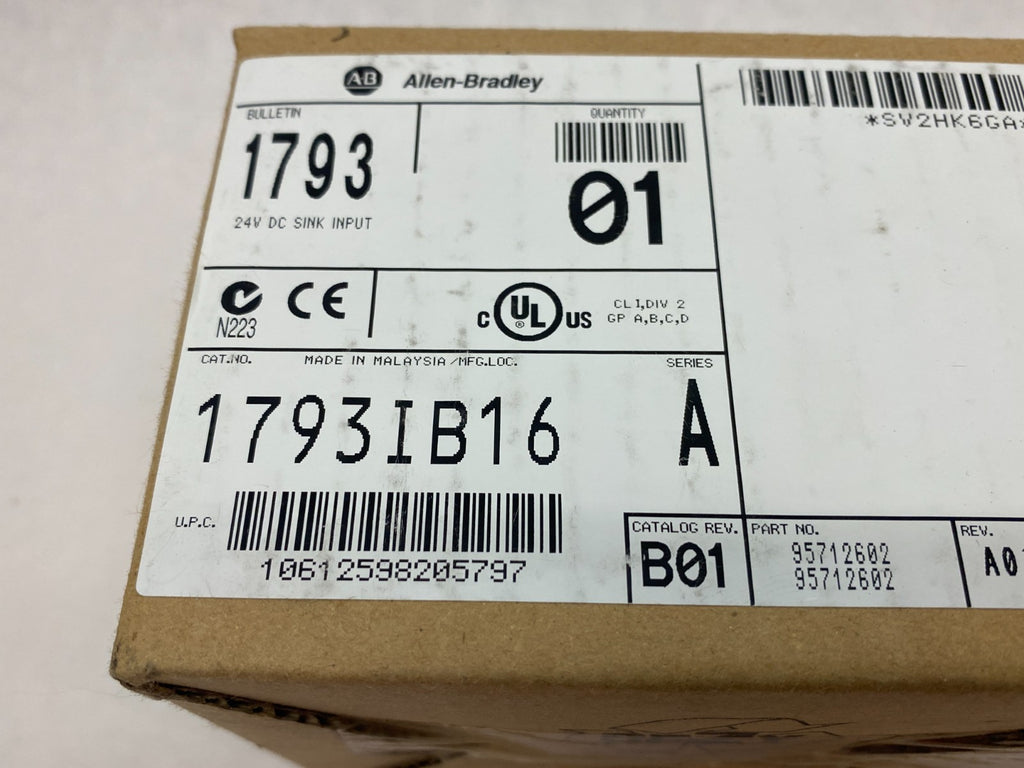 AB Allen-Bradley
BULLETIN
1793
24V DC SINK INPUT
QUANTITY
01
*SV2HK6GA*
N223
CE
C UL ® US
CL I,DIV 2
GP A,B,C,D
CAT.NO. MADE IN MALAYSIA /MFG.LOC. SERIES
1793IB16 A
U.P.C.
10612598205797
CATALOG REV.
B01
PART NO.
95712602
95712602
REV.
A01